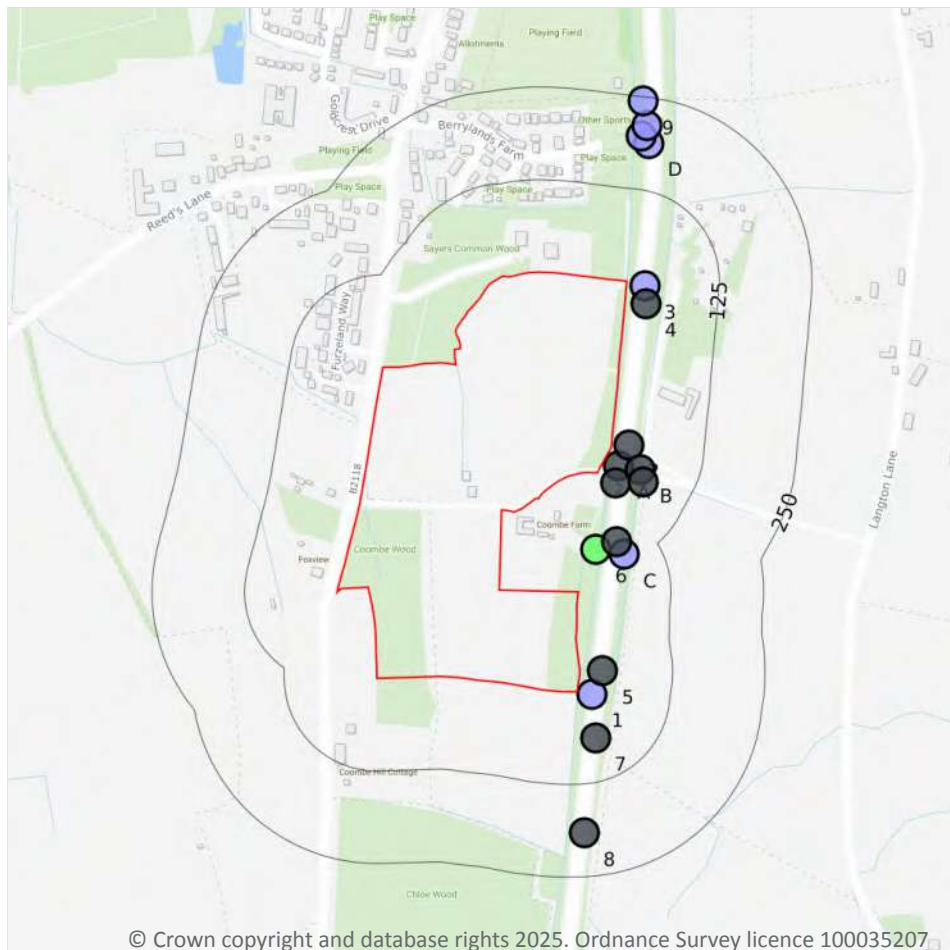 Play Space
Playing Field
Allotments
Goldcrest Drive
Berrylands Farm
Other Sports
9
Playing Field
Play Space
D
Reed's Lane
Play Space
Play Space
Sayers Common Wood
125
3
4
Furzeland Way
B2118
A
B
250
Langton Lane
Coombe Farm
Coombe Wood
Foxview
6
C
5
1
7
Coombe Hill Cottage
8
Chloe Wood
© Crown copyright and database rights 2025. Ordnance Survey licence 100035207